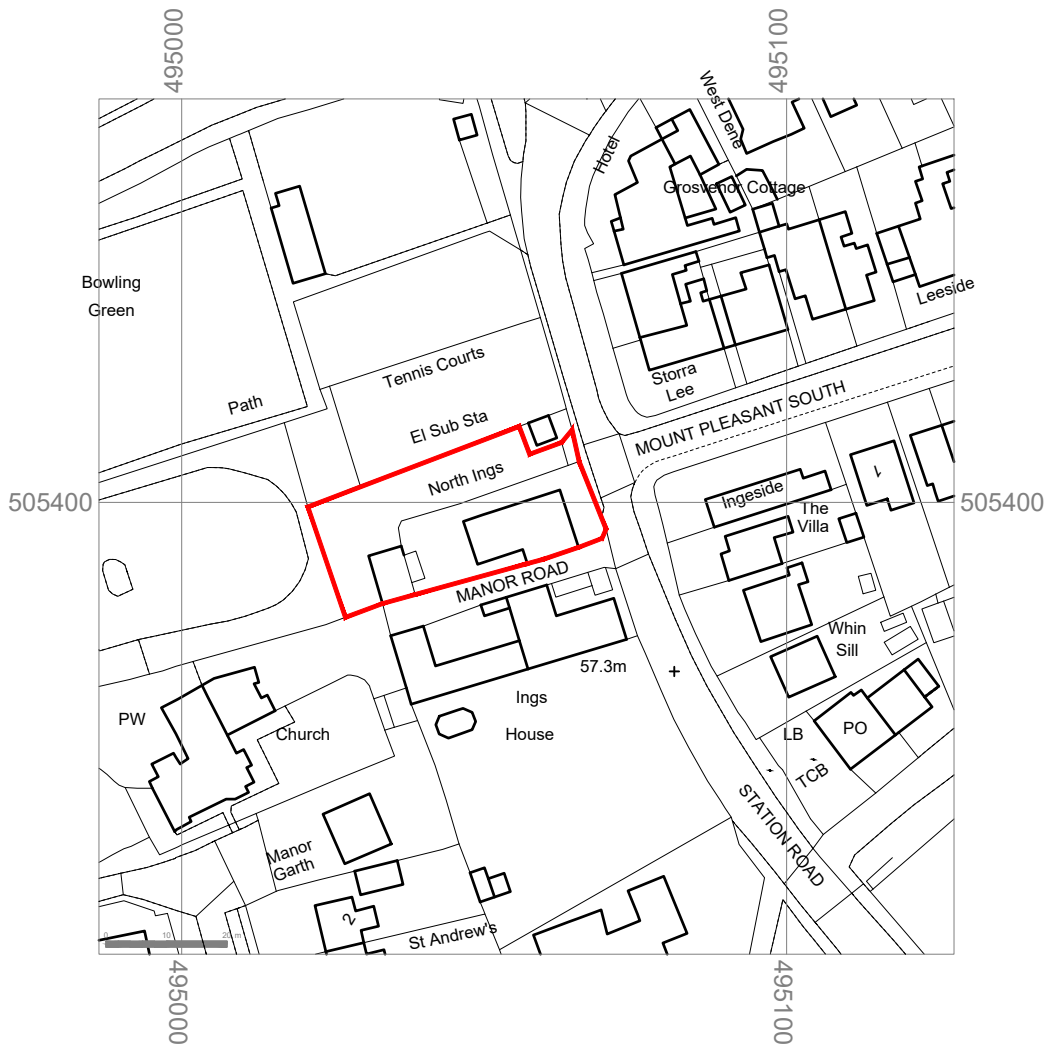 495000
495100
West Dene
Hotel
Grosvenor Cottage
Bowling
Green
Leeside
Tennis Courts
Storra
Lee
Path
El Sub Sta
MOUNT PLEASANT SOUTH
North Ings
1
505400
505400
Ingeside
The
Villa
MANOR ROAD
Whin
Sill
57.3m
Ings
House
PW
Church
LB
PO
TCB
STATION ROAD
Manor
Garth
2
St Andrew's
0 10 20 m
495000
495100